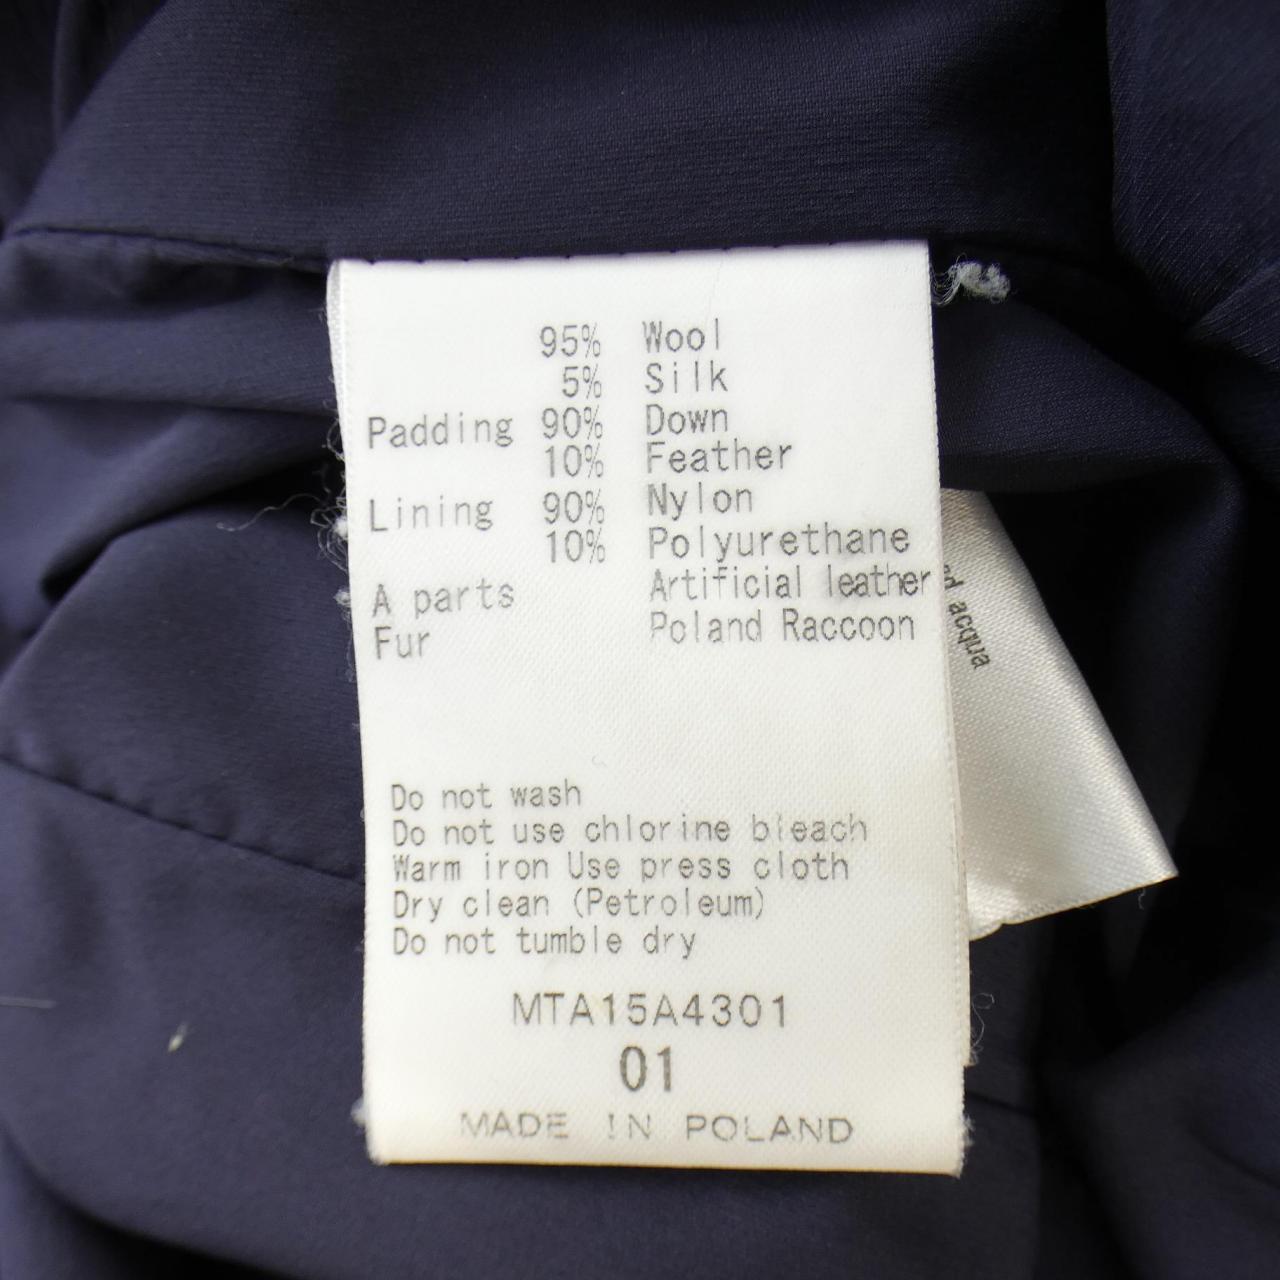 95% Wool
5% Silk
Padding 90% Down
10% Feather
Lining 90% Nylon
10% Polyurethane
A parts Artificial leather
Fur Poland Raccoon
Do not wash
Do not use chlorine bleach
Warm iron Use press cloth
Dry clean (Petroleum)
Do not tumble dry
MTA15A4301
01
MADE IN POLAND
acqua